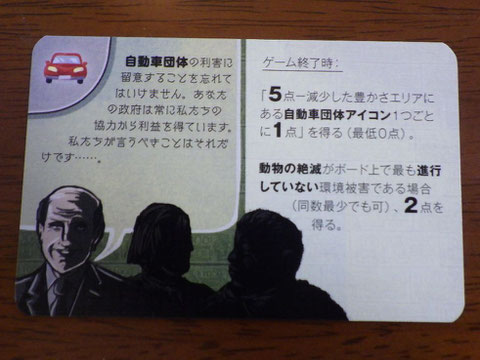 自動車団体の利害に
留意することを忘れて
はいけません。あなた
の政府は常に私たちの
協力から利益を得ています。
私たちが言うべきことはそれだ
けです……。
ゲーム終了時：
「5点−減少した豊かさエリアに
ある自動車団体アイコン1つごと
に1点」を得る（最低0点）。
動物の絶滅がボード上で最も進行
していない環境被害である場合
（同数最少でも可）、2点を
得る。